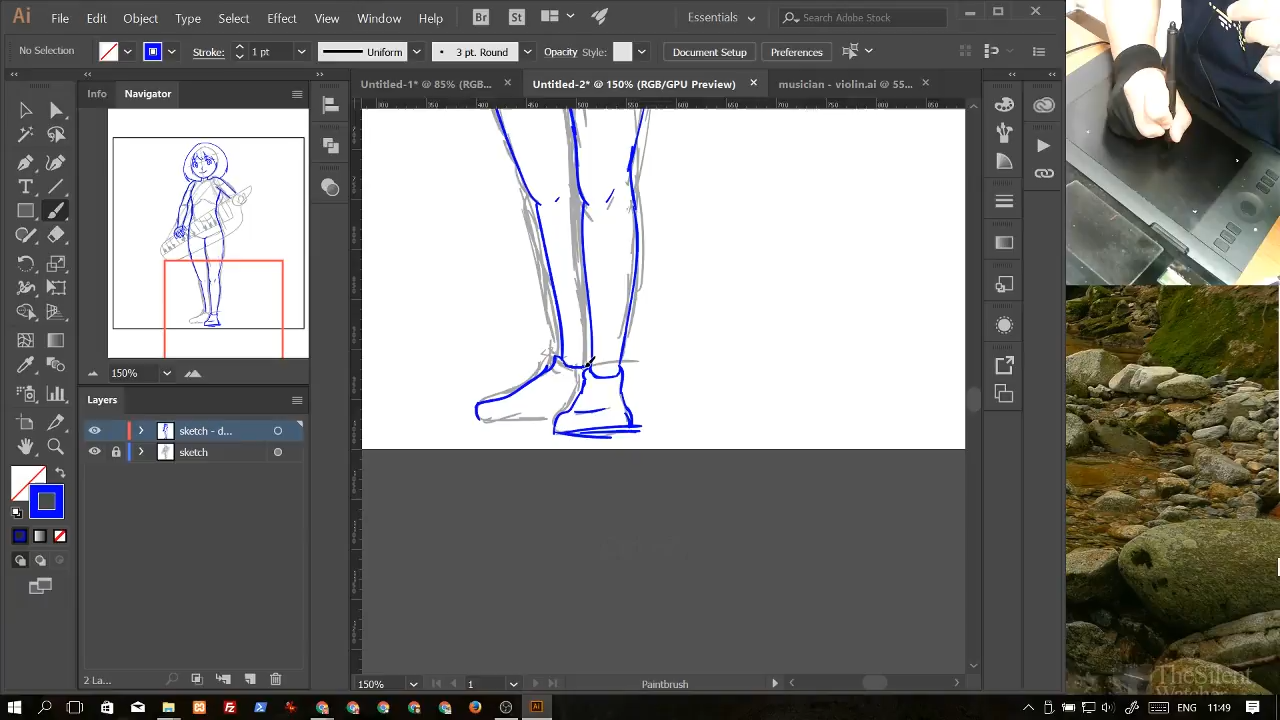 Ai File Edit Object Type Select Effect View Window Help Br St Essentials Search Adobe Stock
No Selection Stroke: 1 pt Uniform 3 pt. Round Opacity Style: Document Setup Preferences
Info Navigator
Untitled-1* @ 85% (RGB... Untitled-2* @ 150% (RGB/GPU Preview) musician - violin.ai @ 55...
150%
Layers
sketch - d...
sketch
2 La...
150% 1 Paintbrush
TheSilent
Watcher
ENG 11:49